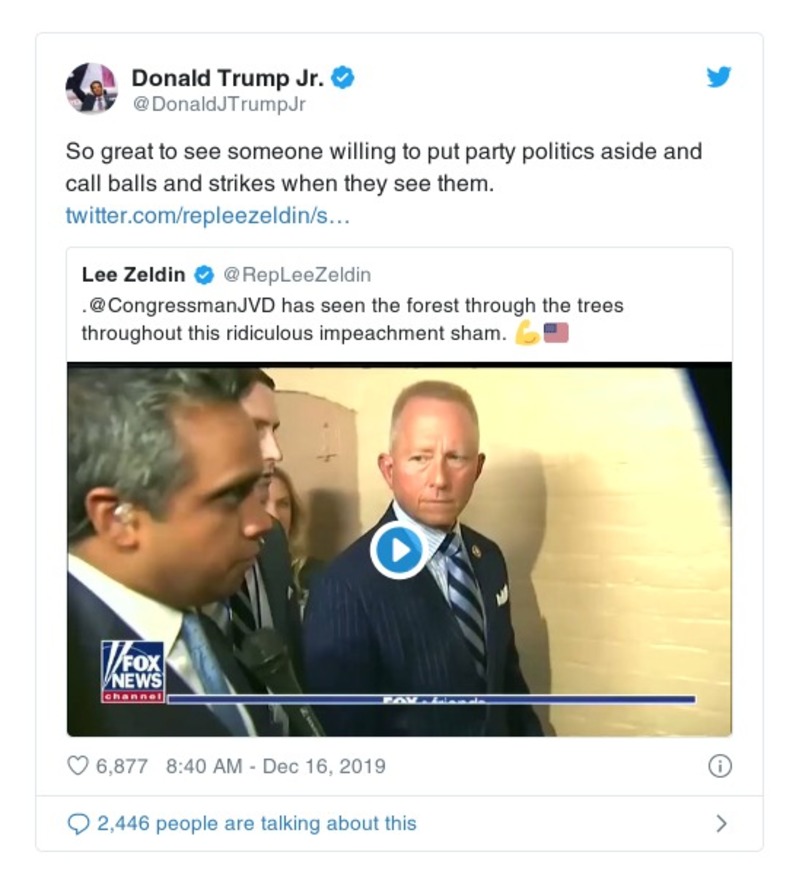 Donald Trump Jr.
@DonaldJTrumpJr
So great to see someone willing to put party politics aside and
call balls and strikes when they see them.
twitter.com/repleezeldin/s…
Lee Zeldin @RepLeeZeldin
.@CongressmanJVD has seen the forest through the trees
throughout this ridiculous impeachment sham. 💪🇺🇸
FOX
NEWS
channel
FOX & friends
6,877 8:40 AM - Dec 16, 2019
2,446 people are talking about this